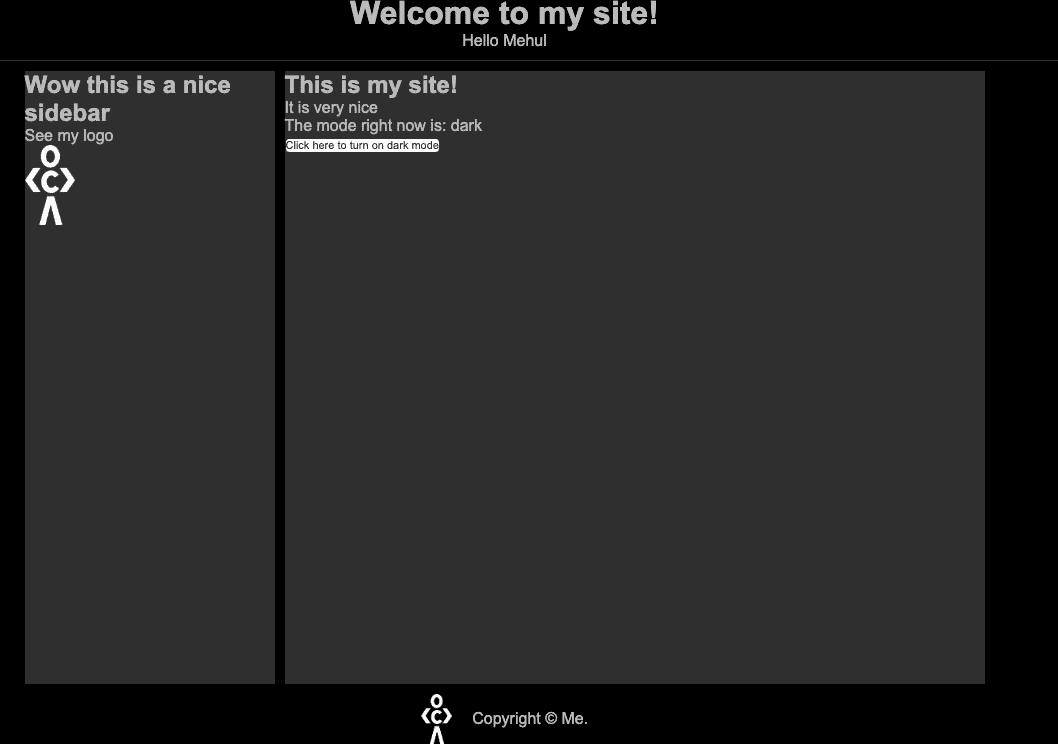 Welcome to my site!
Hello Mehul
Wow this is a nice
sidebar
See my logo
O
<C>
Λ
This is my site!
It is very nice
The mode right now is: dark
Click here to turn on dark mode
O
<C>
Λ
Copyright © Me.